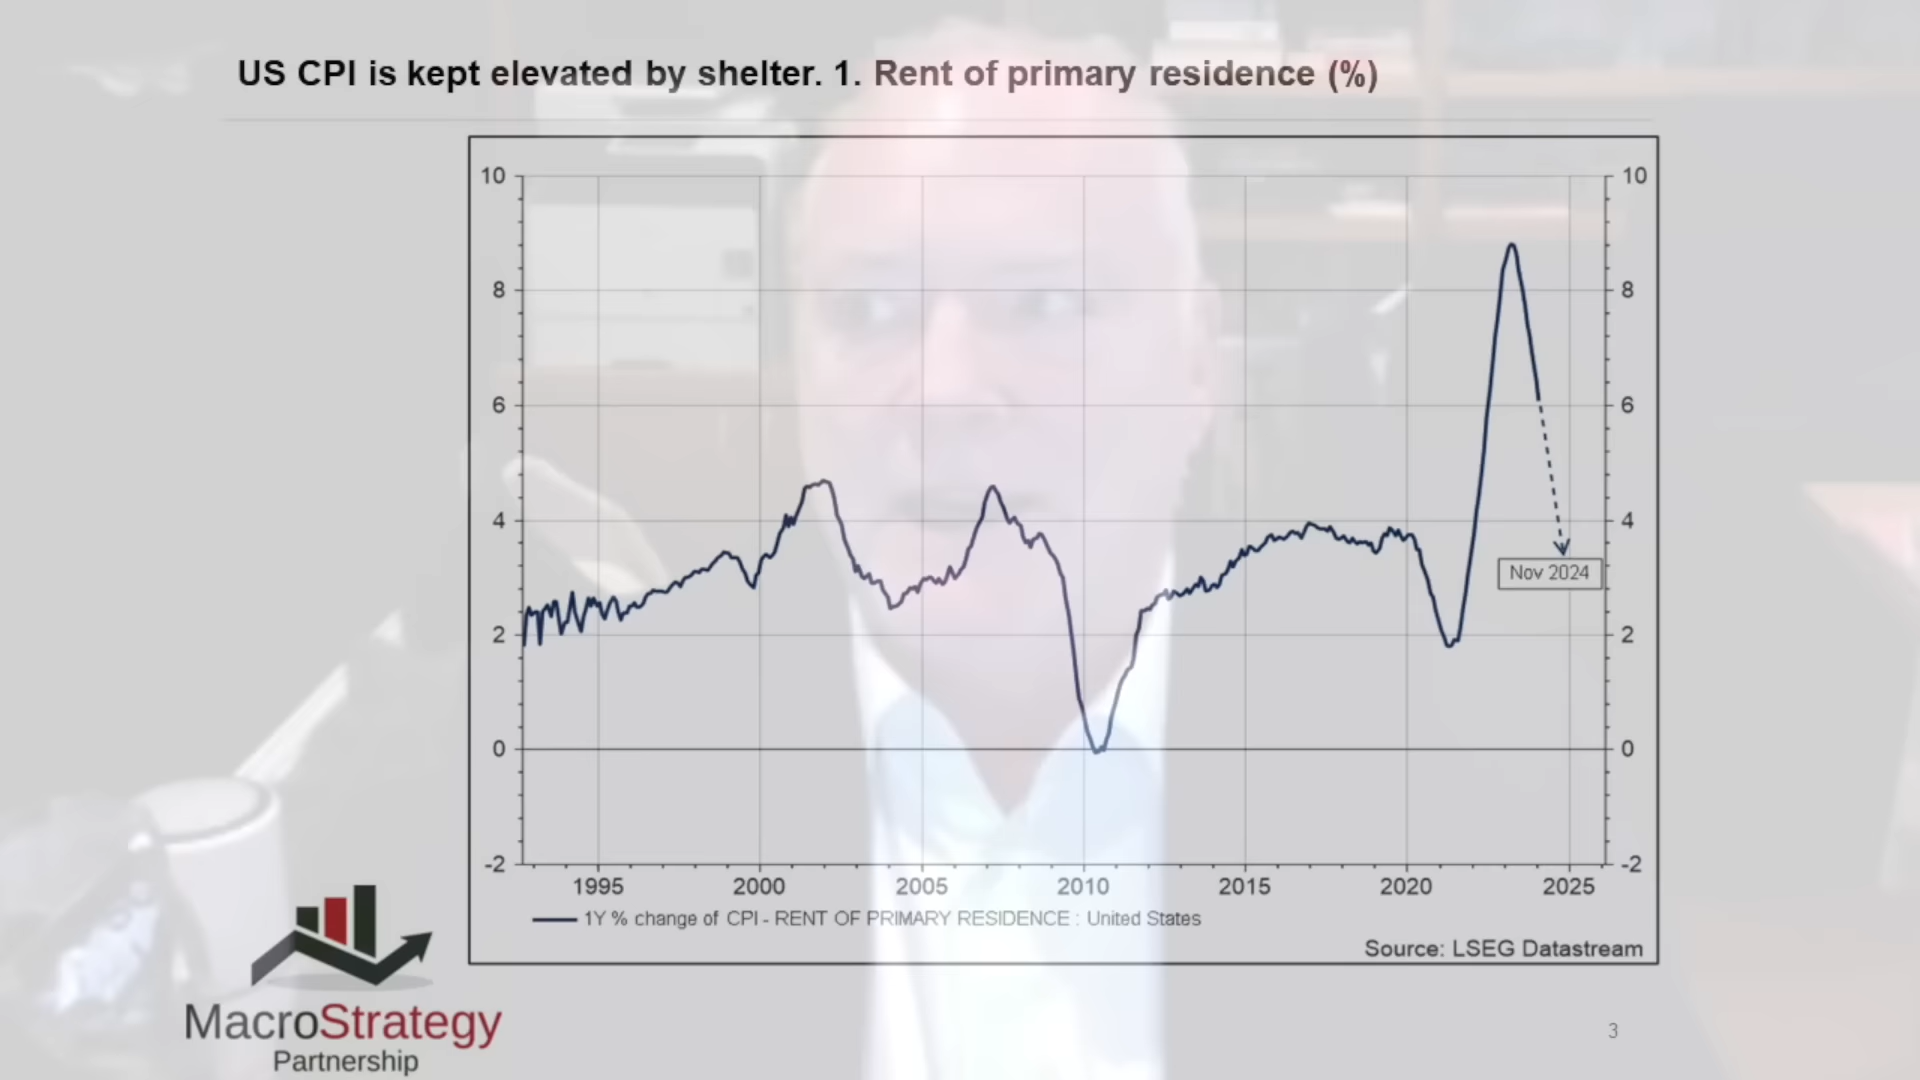 US CPI is kept elevated by shelter. 1. Rent of primary residence (%)
10 10
8 8
6 6
4 4
Nov 2024
2 2
0 0
-2 -2
1995 2000 2005 2010 2015 2020 2025
1Y % change of CPI - RENT OF PRIMARY RESIDENCE : United States
Source: LSEG Datastream
MacroStrategy
Partnership
3